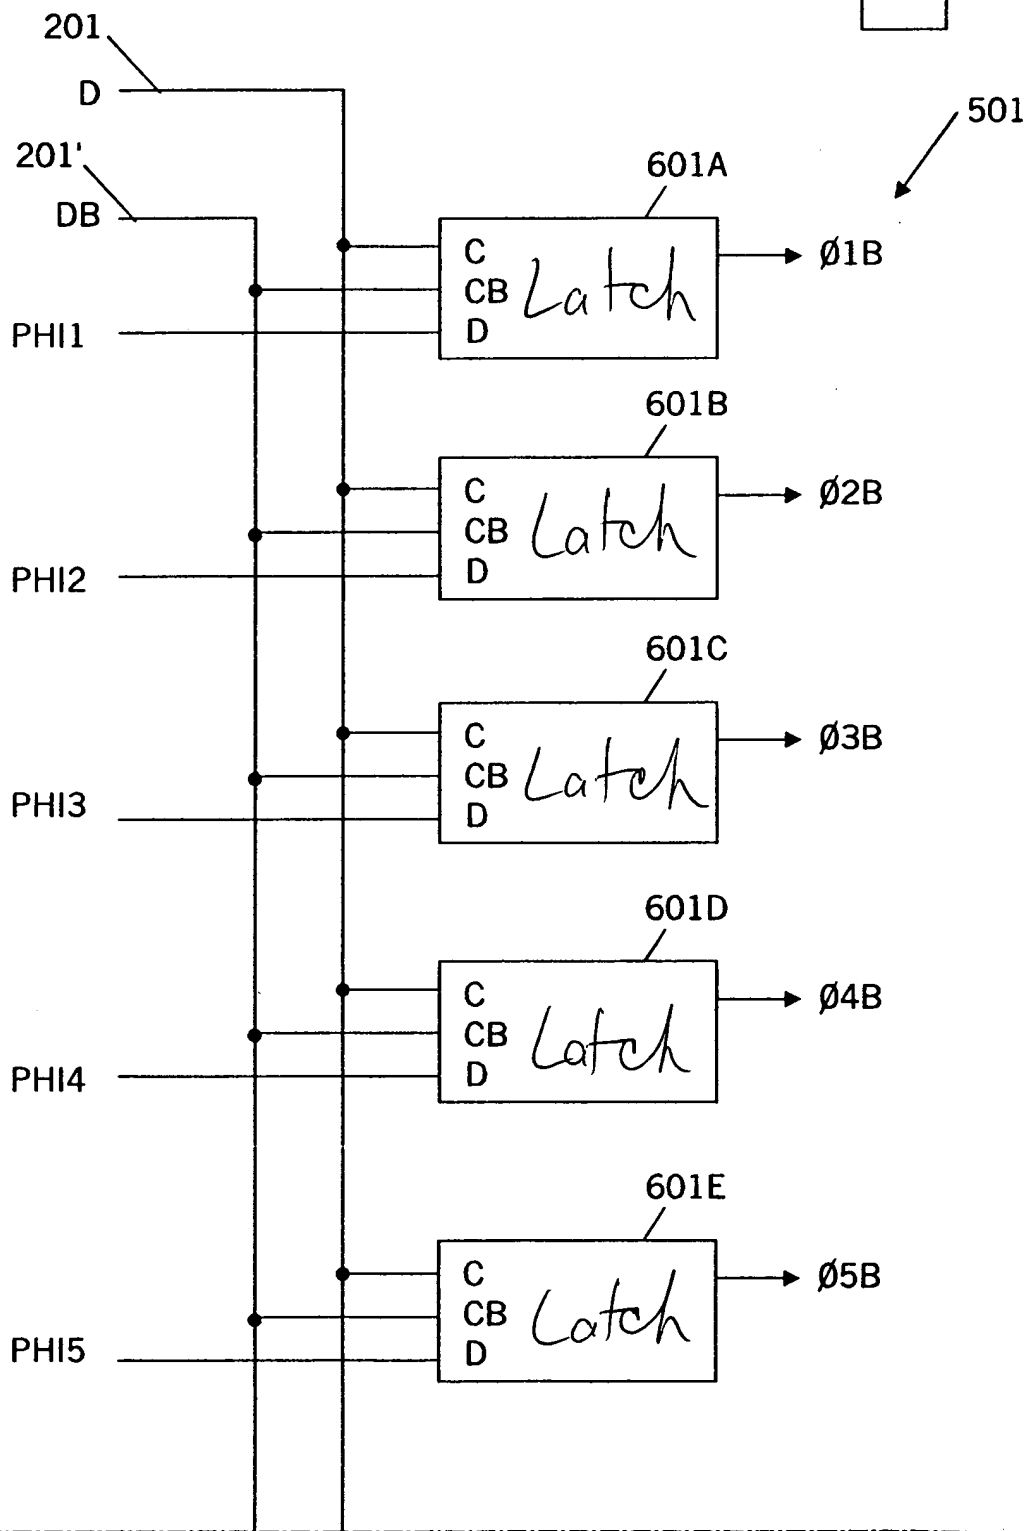 201
D
501
201'
DB
601A
C
CB
D
Latch
Ø1B
PHI1
601B
C
CB
D
Latch
Ø2B
PHI2
601C
C
CB
D
Latch
Ø3B
PHI3
601D
C
CB
D
Latch
Ø4B
PHI4
601E
C
CB
D
Latch
Ø5B
PHI5